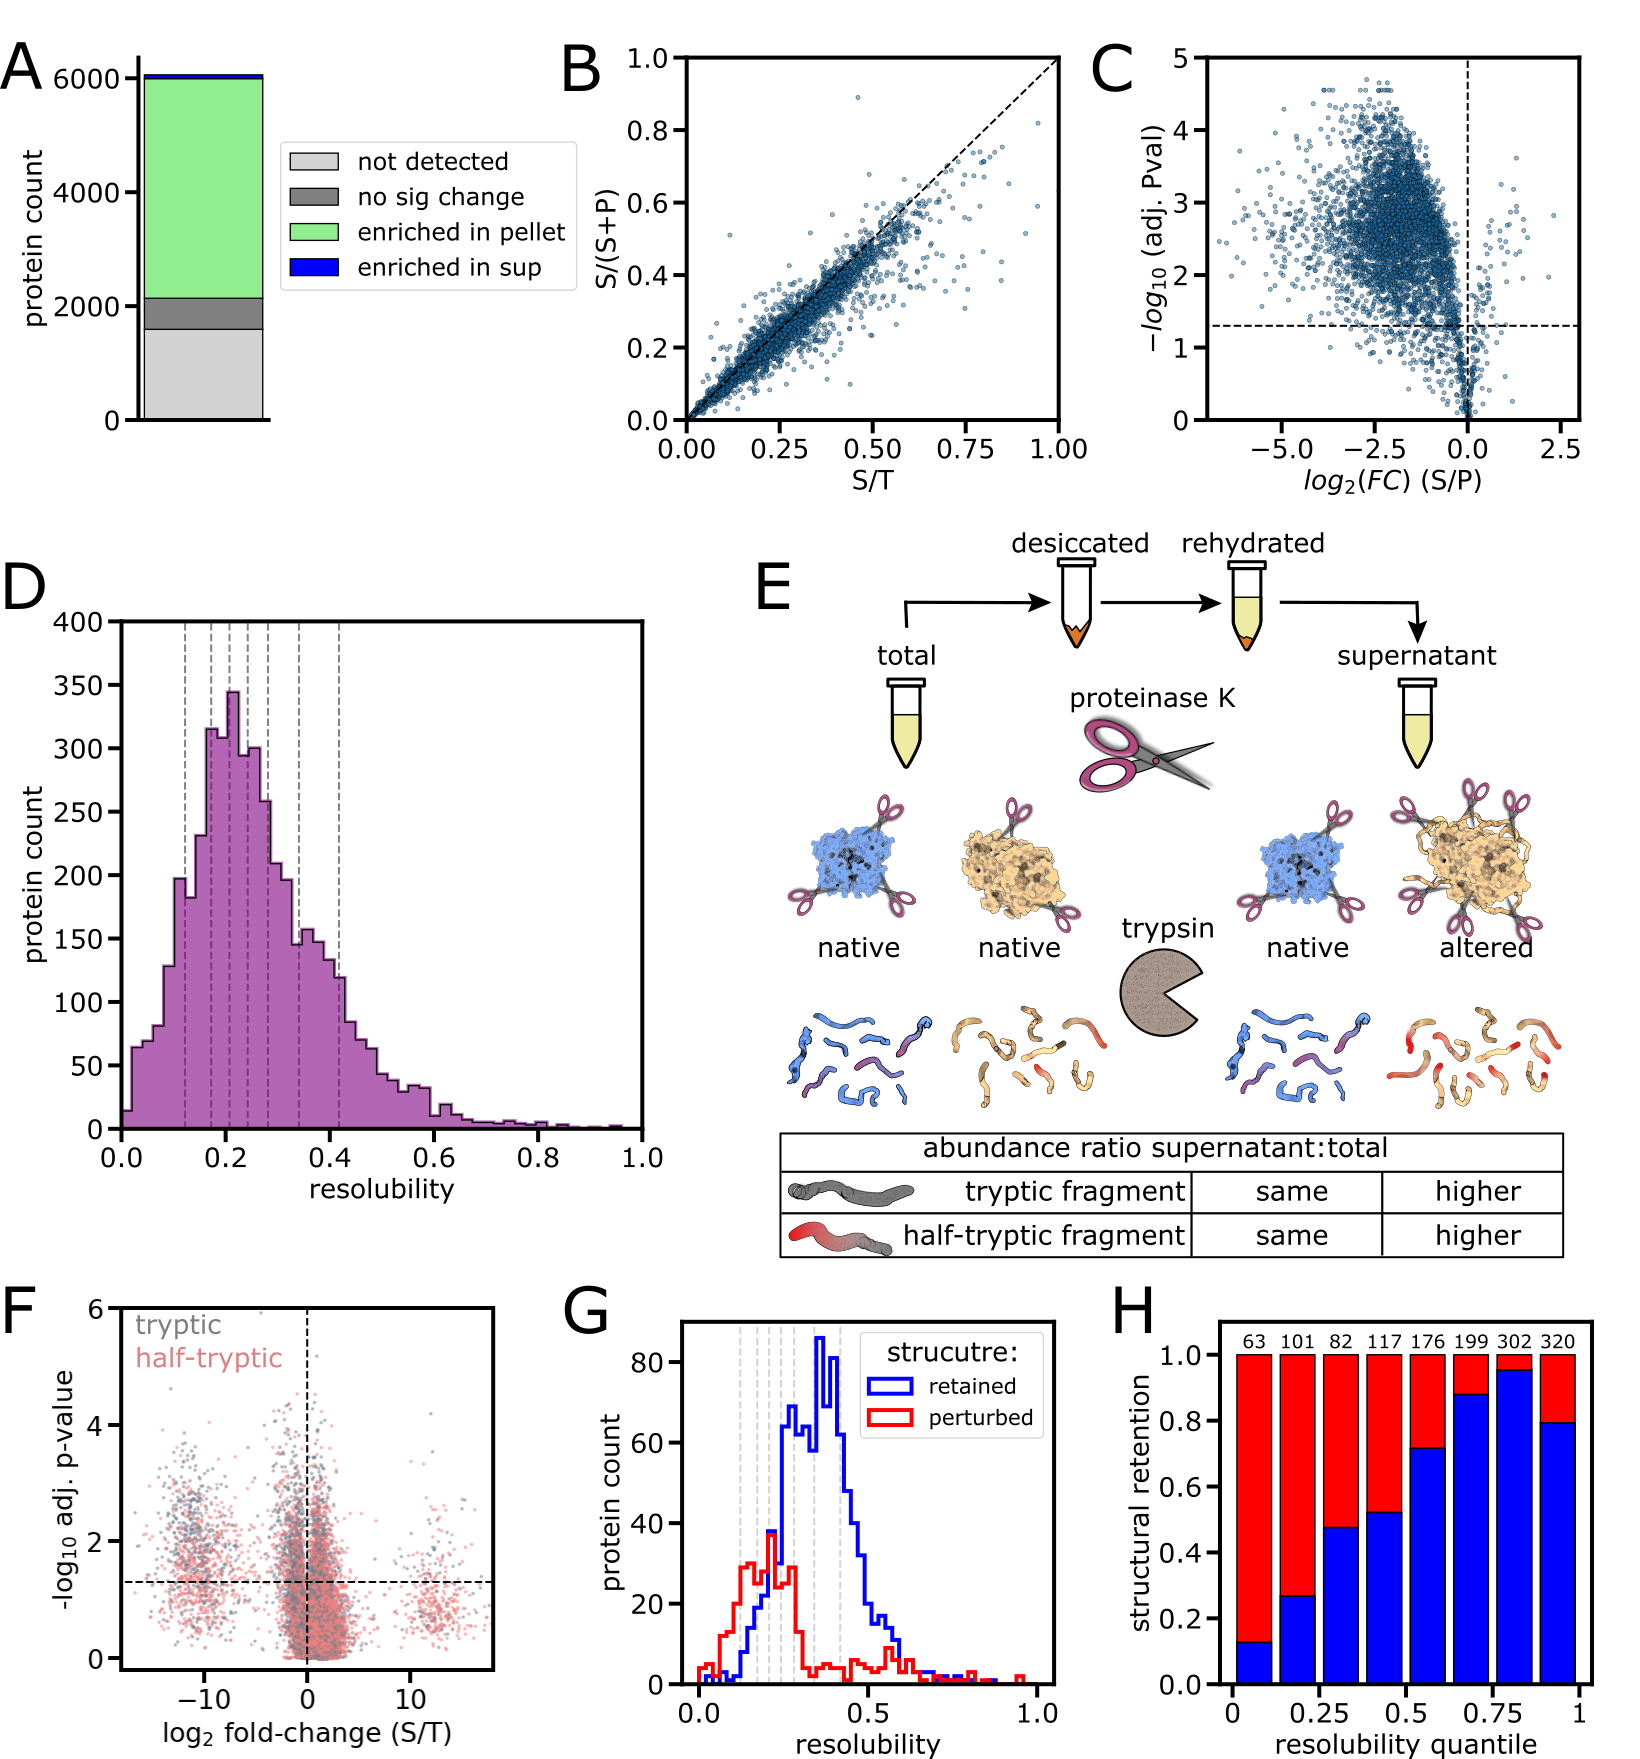 A
6000
4000
2000
0
protein count
not detected
no sig change
enriched in pellet
enriched in sup
B
1.0
0.8
0.6
0.4
0.2
0.0
S/(S+P)
0.00 0.25 0.50 0.75 1.00
S/T
C
5
4
3
2
1
0
−log10 (adj. Pval)
−5.0 −2.5 0.0 2.5
log2(FC) (S/P)
D
400
350
300
250
200
150
100
50
0
protein count
0.0 0.2 0.4 0.6 0.8 1.0
resolubility
E
desiccated rehydrated
total supernatant
proteinase K
native native native altered
trypsin
abundance ratio supernatant:total
tryptic fragment same higher
half-tryptic fragment same higher
F
6
4
2
0
-log10 adj. p-value
tryptic
half-tryptic
−10 0 10
log2 fold-change (S/T)
G
80
60
40
20
0
protein count
strucutre:
retained
perturbed
0.0 0.5 1.0
resolubility
H
63 101 82 117 176 199 302 320
1.0
0.8
0.6
0.4
0.2
0.0
structural retention
0 0.25 0.5 0.75 1
resolubility quantile